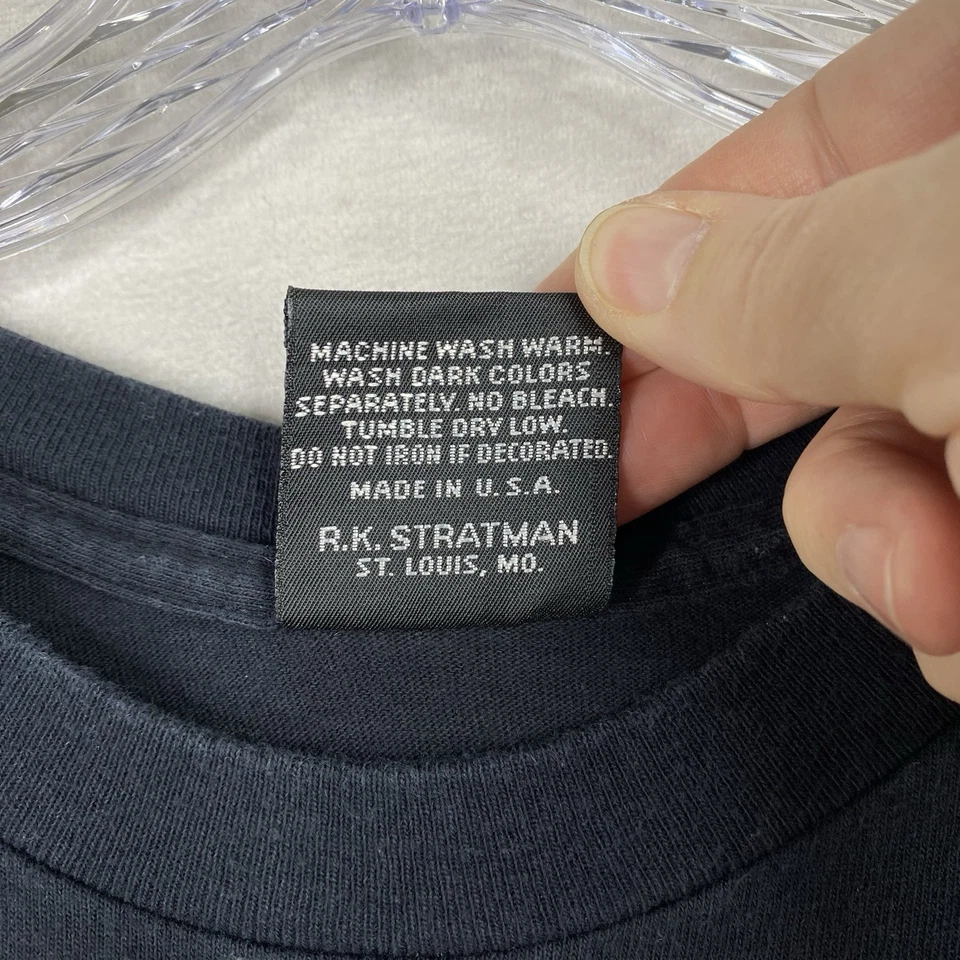 MACHINE WASH WARM.
WASH DARK COLORS
SEPARATELY. NO BLEACH.
TUMBLE DRY LOW.
DO NOT IRON IF DECORATED.
MADE IN U.S.A.
R.K. STRATMAN
ST. LOUIS, MO.